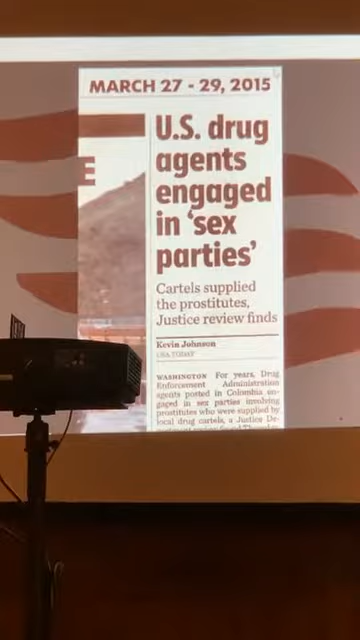 MARCH 27 - 29, 2015
E
U.S. drug
agents
engaged
in ‘sex
parties’
Cartels supplied
the prostitutes,
Justice review finds
Kevin Johnson
USA TODAY
WASHINGTON For years, Drug
Enforcement Administration
agents posted in Colombia en-
gaged in sex parties involving
prostitutes who were supplied by
local drug cartels, a Justice De-